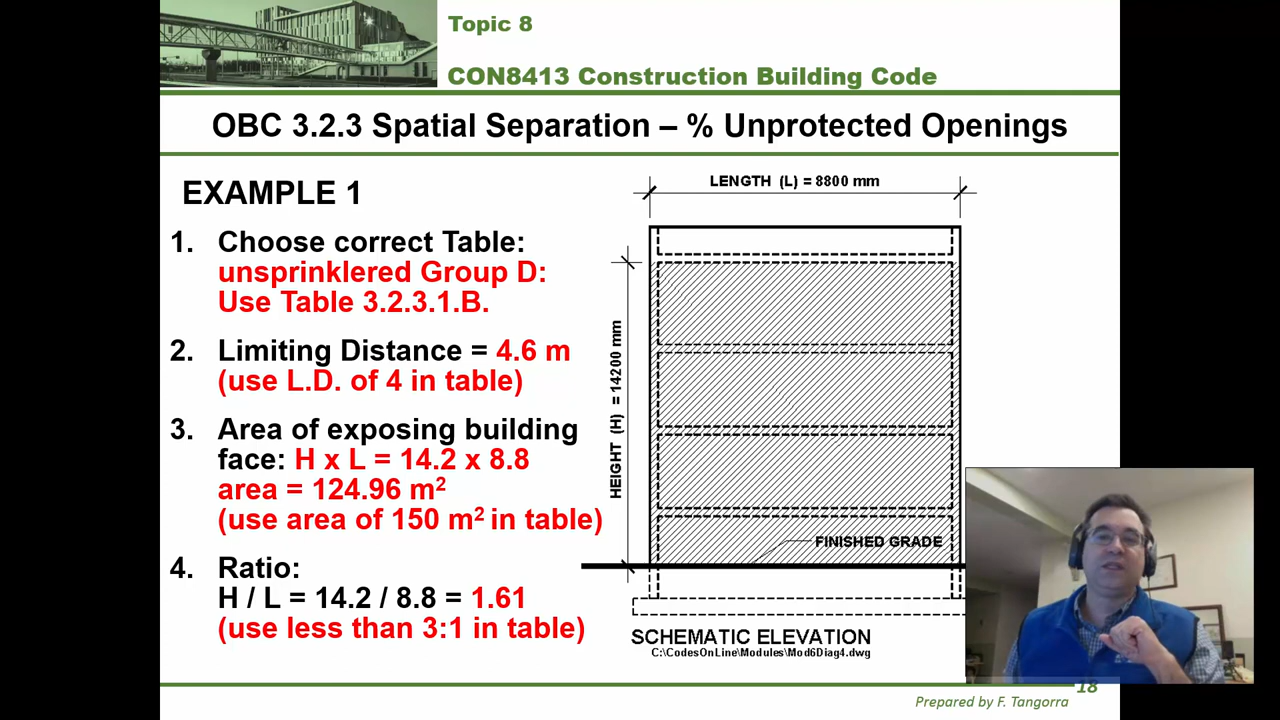 Topic 8
CON8413 Construction Building Code
OBC 3.2.3 Spatial Separation – % Unprotected Openings
EXAMPLE 1
1. Choose correct Table:
unsprinklered Group D:
Use Table 3.2.3.1.B.
2. Limiting Distance = 4.6 m
(use L.D. of 4 in table)
3. Area of exposing building
face: H x L = 14.2 x 8.8
area = 124.96 m²
(use area of 150 m² in table)
4. Ratio:
H / L = 14.2 / 8.8 = 1.61
(use less than 3:1 in table)
LENGTH (L) = 8800 mm
HEIGHT (H) = 14200 mm
FINISHED GRADE
SCHEMATIC ELEVATION
C:\CodesOnLine\Modules\Mod6Diag4.dwg
18
Prepared by F. Tangorra